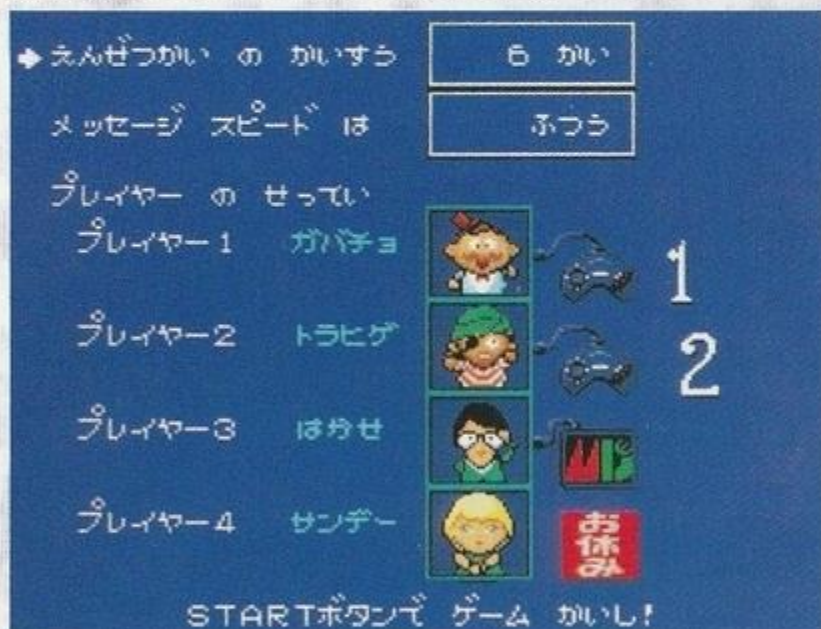 えんぜつかい の かいすう 6 かい
メッセージ スピード は ふつう
プレイヤー の せってい
プレイヤー1 ガバチョ 1
プレイヤー2 トラヒゲ 2
プレイヤー3 はかせ
プレイヤー4 サンデー お休み
STARTボタンで ゲーム かいし!